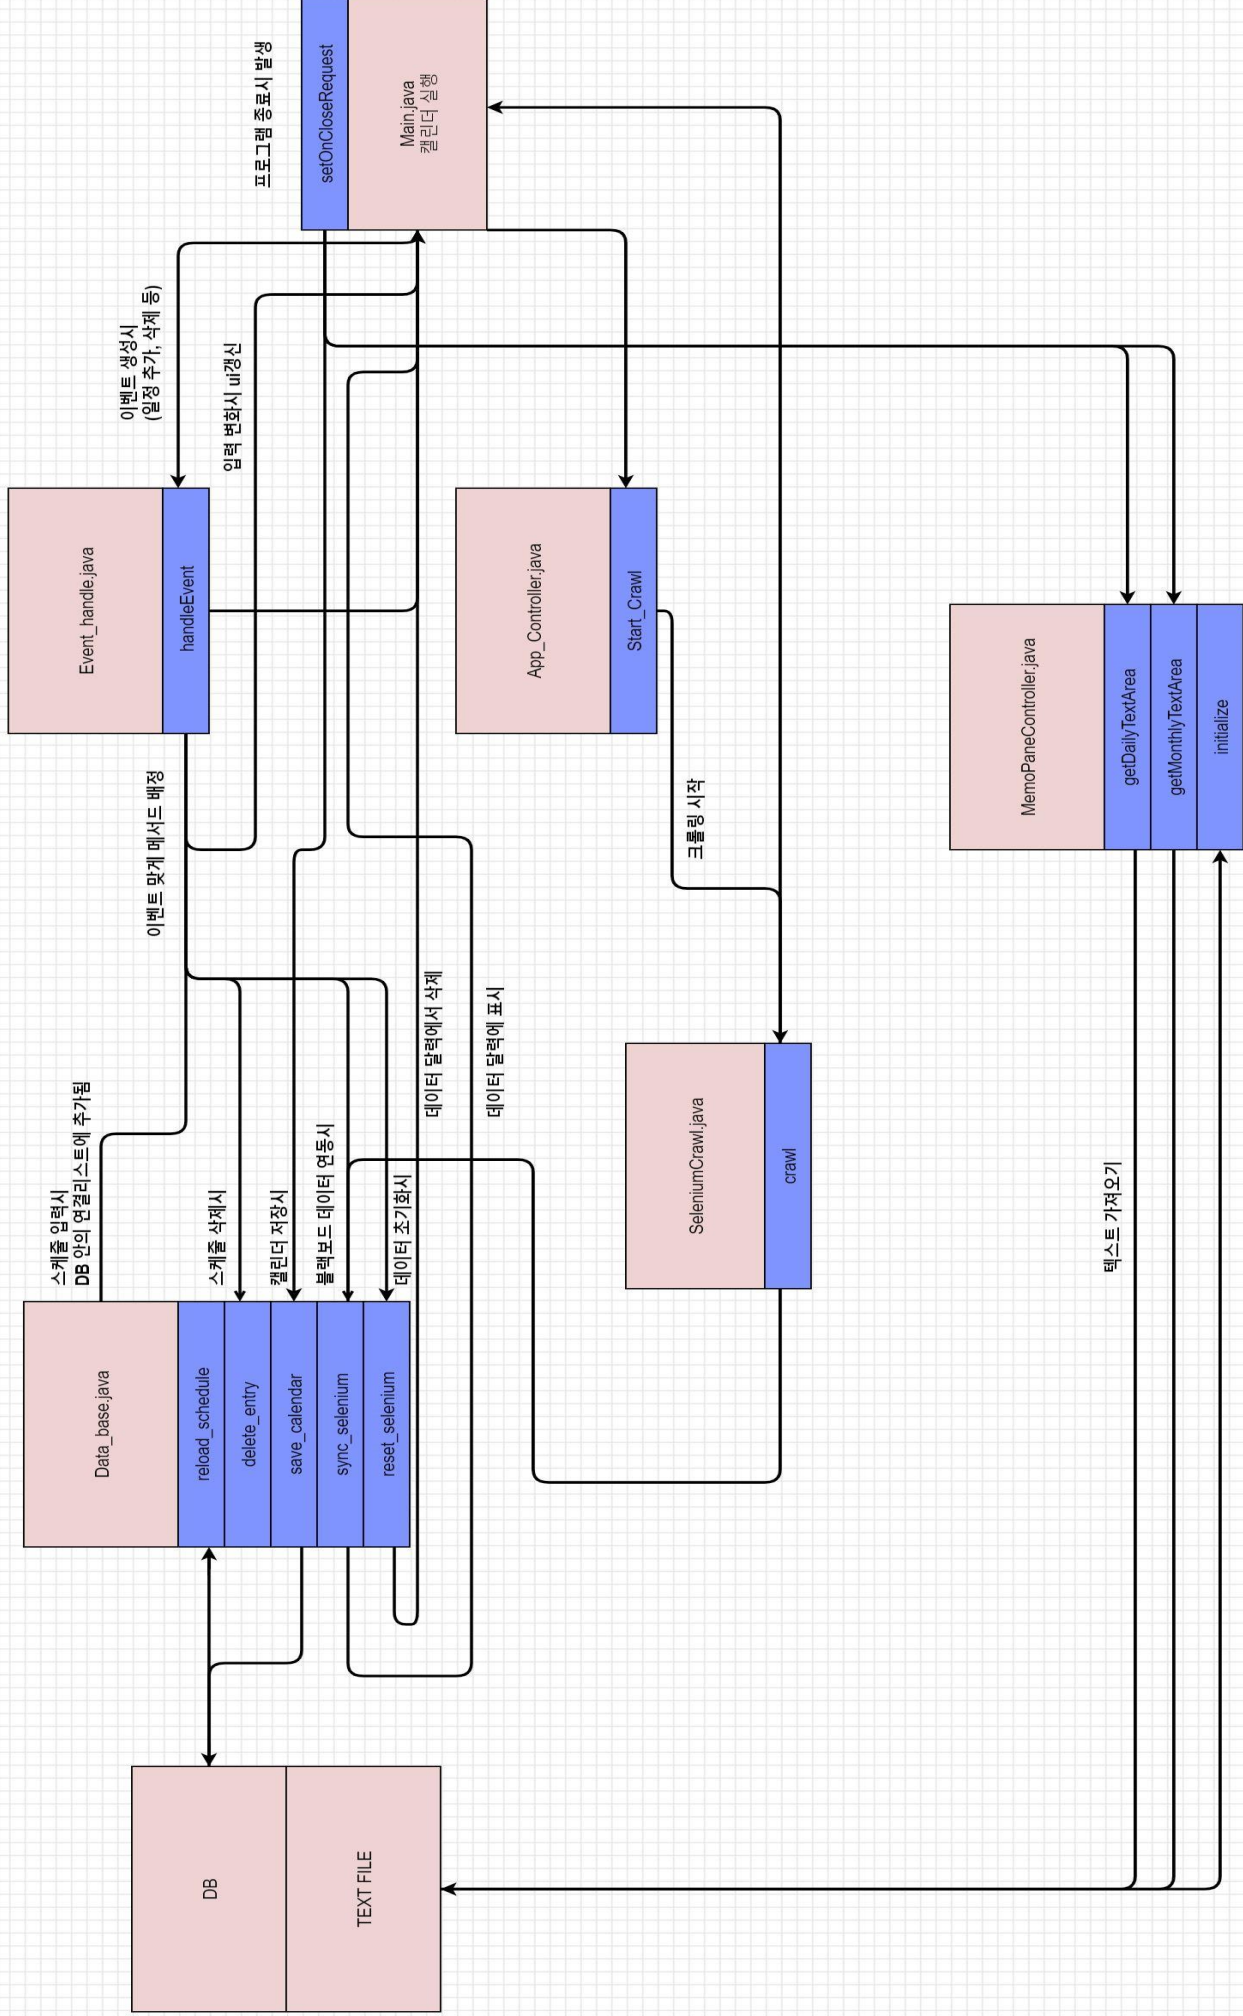 프로그램 종료시 발생
setOnCloseRequest
Main.java
캘린더 실행
이벤트 생성시
(일정 추가, 삭제 등)
입력 변화시 ui갱신
Event_handle.java
handleEvent
App_Controller.java
Start_Crawl
MemoPaneController.java
getDailyTextArea
getMonthlyTextArea
initialize
이벤트 맞게 메서드 배정
크롤링 시작
데이터 달력에서 삭제
데이터 달력에 표시
SeleniumCrawl.java
crawl
스케줄 입력시
DB 안의 연결리스트에 추가됨
스케줄 삭제시
캘린더 저장시
블랙보드 데이터 연동시
데이터 초기화시
텍스트 가져오기
Data_base.java
reload_schedule
delete_entry
save_calendar
sync_selenium
reset_selenium
DB
TEXT FILE